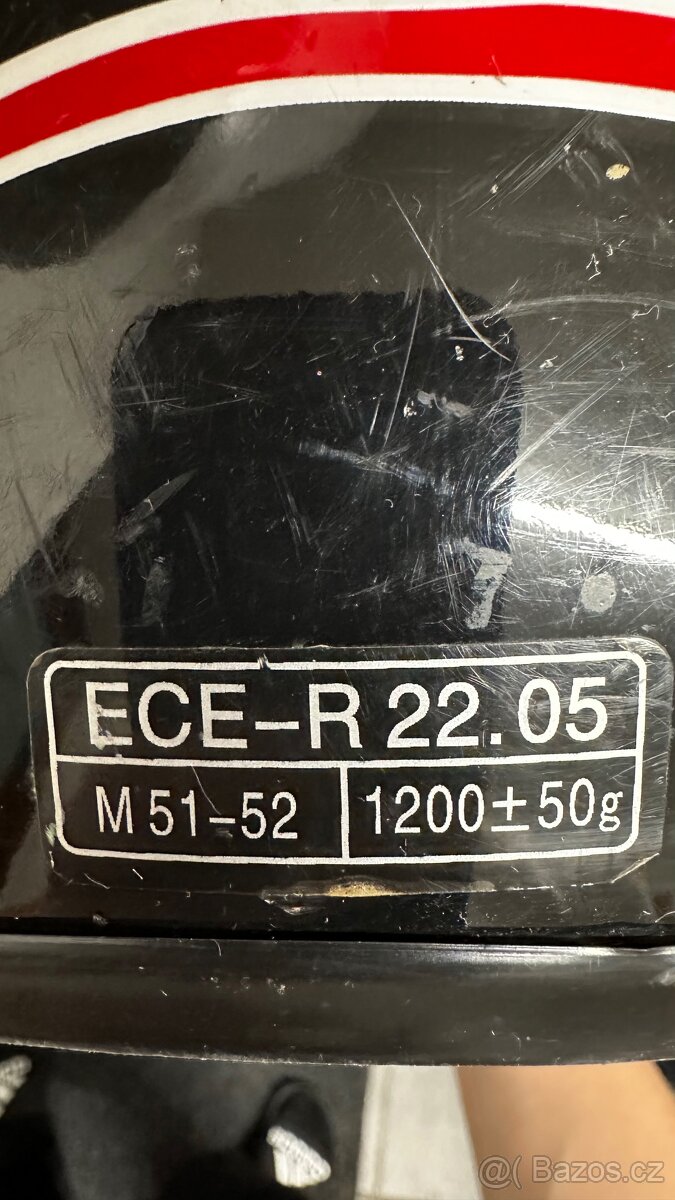 ECE-R 22.05
M 51-52
1200±50g
@( Bazos.cz